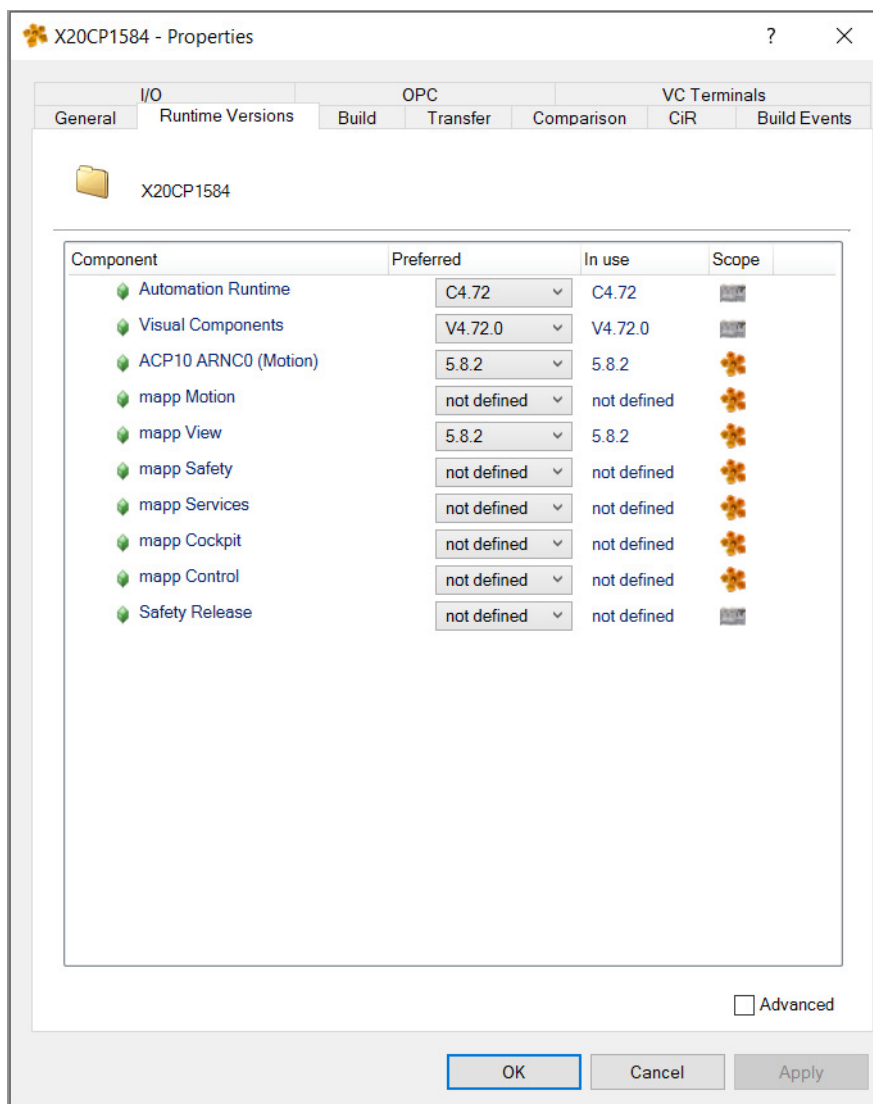 X20CP1584 - Properties ?
I/O OPC VC Terminals
General Runtime Versions Build Transfer Comparison CiR Build Events
X20CP1584
Component Preferred In use Scope
Automation Runtime C4.72 C4.72
Visual Components V4.72.0 V4.72.0
ACP10 ARNC0 (Motion) 5.8.2 5.8.2
mapp Motion not defined not defined
mapp View 5.8.2 5.8.2
mapp Safety not defined not defined
mapp Services not defined not defined
mapp Cockpit not defined not defined
mapp Control not defined not defined
Safety Release not defined not defined
Advanced
OK Cancel Apply